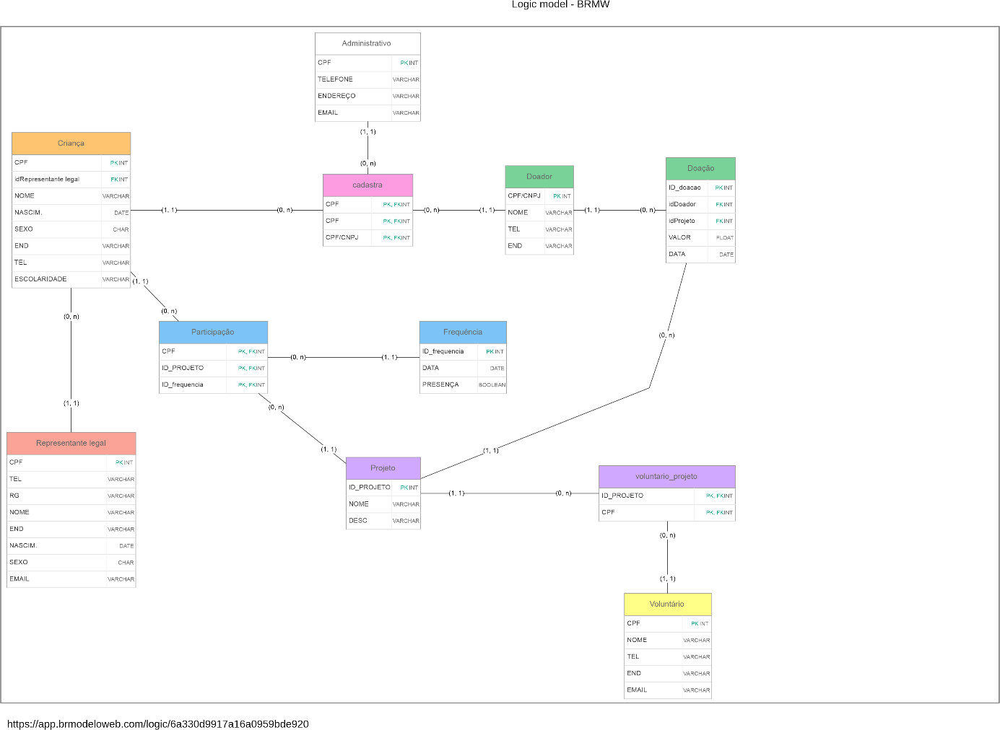 Logic model - BRMW
Administrativo
CPF PK INT
TELEFONE VARCHAR
ENDEREÇO VARCHAR
EMAIL VARCHAR
(1, 1)
(0, n)
Criança
CPF PK INT
idRepresentante legal FK INT
NOME VARCHAR
NASCIM. DATE
SEXO CHAR
END VARCHAR
TEL VARCHAR
ESCOLARIDADE VARCHAR
(1, 1)
(0, n)
cadastra
CPF PK, FK INT
CPF PK, FK INT
CPF/CNPJ PK, FK INT
(0, n)
(1, 1)
Doador
CPF/CNPJ PK INT
NOME VARCHAR
TEL VARCHAR
END VARCHAR
(1, 1)
(0, n)
Doação
ID_doacao PK INT
idDoador FK INT
idProjeto FK INT
VALOR FLOAT
DATA DATE
(1, 1)
(0, n)
(0, n)
(1, 1)
Participação
CPF PK, FK INT
ID_PROJETO PK, FK INT
ID_frequencia PK, FK INT
(0, n)
(1, 1)
Frequência
ID_frequencia PK INT
DATA DATE
PRESENÇA BOOLEAN
(0, n)
(1, 1)
(0, n)
(1, 1)
Representante legal
CPF PK INT
TEL VARCHAR
RG VARCHAR
NOME VARCHAR
END VARCHAR
NASCIM. DATE
SEXO CHAR
EMAIL VARCHAR
Projeto
ID_PROJETO PK INT
NOME VARCHAR
DESC VARCHAR
(1, 1)
(0, n)
voluntario_projeto
ID_PROJETO PK, FK INT
CPF PK, FK INT
(0, n)
(1, 1)
Voluntário
CPF PK INT
NOME VARCHAR
TEL VARCHAR
END VARCHAR
EMAIL VARCHAR
https://app.brmodeloweb.com/logic/6a330d9917a16a0959bde920